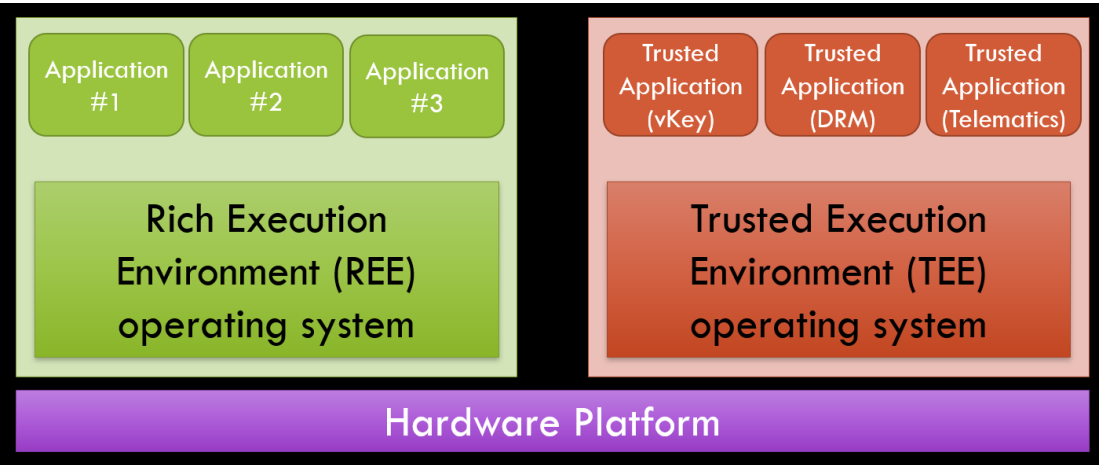 Application
#1
Application
#2
Application
#3
Rich Execution
Environment (REE)
operating system
Trusted
Application
(vKey)
Trusted
Application
(DRM)
Trusted
Application
(Telematics)
Trusted Execution
Environment (TEE)
operating system
Hardware Platform